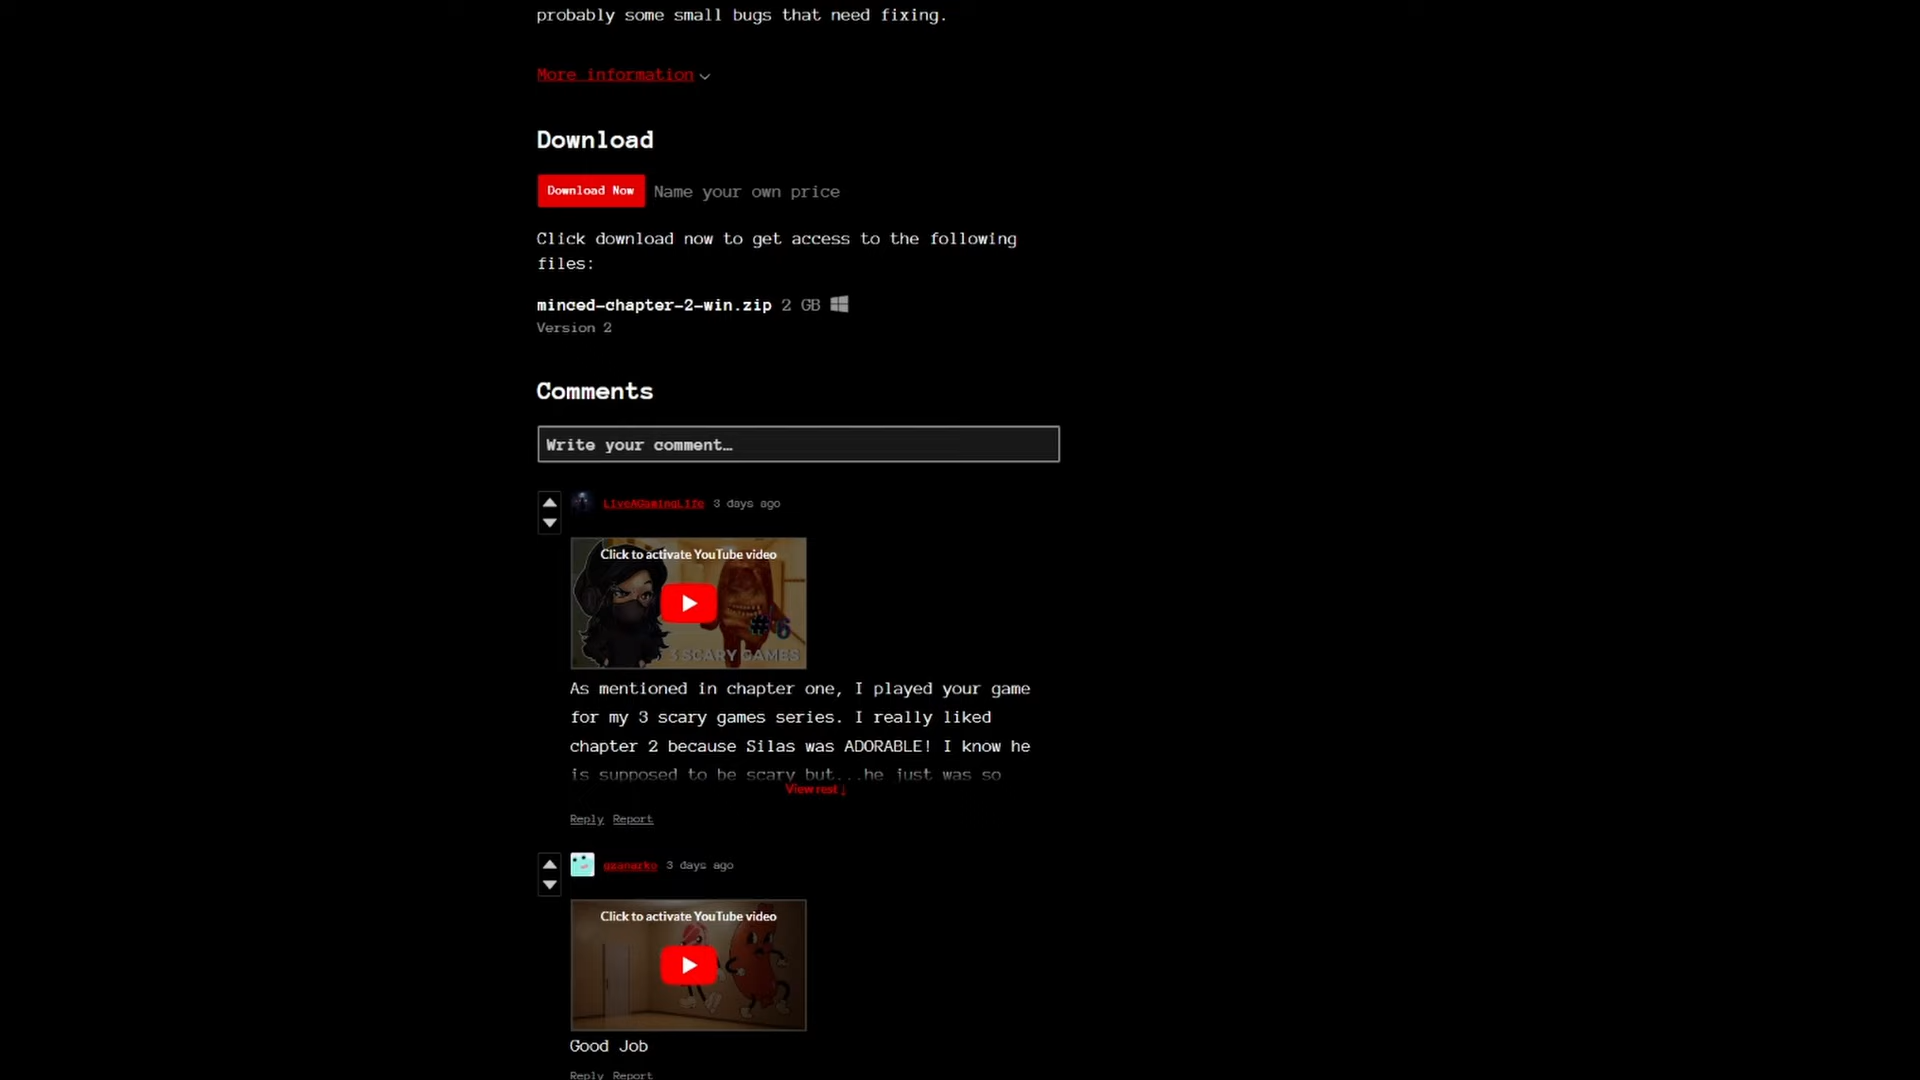 probably some small bugs that need fixing.
More information
Download
Download Now Name your own price
Click download now to get access to the following
files:
minced-chapter-2-win.zip 2 GB
Version 2
Comments
Write your comment…
LiveAGamingLife 3 days ago
Click to activate YouTube video
#6
3 SCARY GAMES
As mentioned in chapter one, I played your game
for my 3 scary games series. I really liked
chapter 2 because Silas was ADORABLE! I know he
is supposed to be scary but...he just was so
View rest ↓
Reply Report
gzanarko 3 days ago
Click to activate YouTube video
Good Job
Reply Report